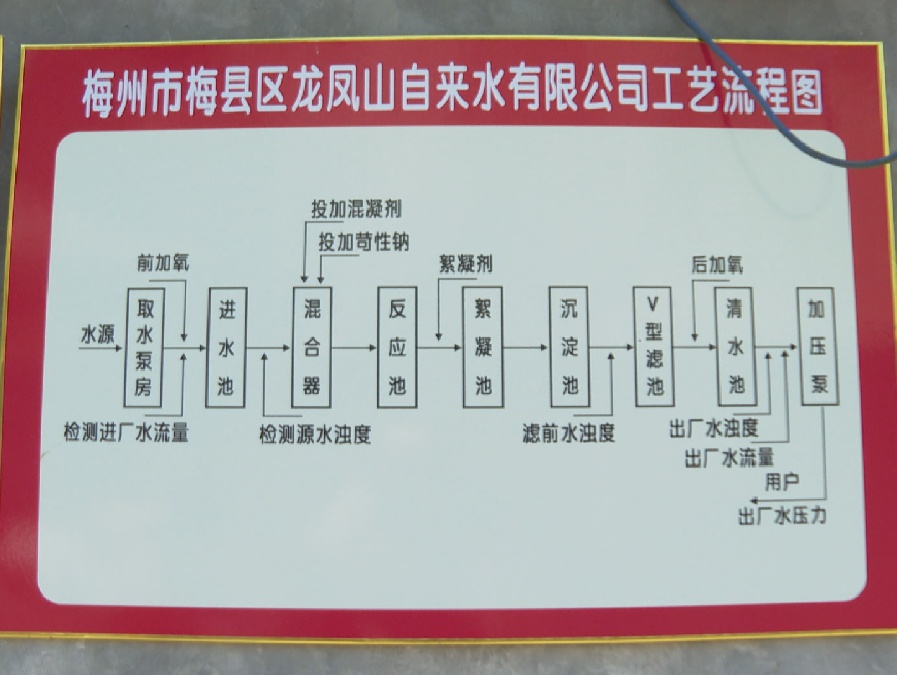 梅州市梅县区龙凤山自来水有限公司工艺流程图
投加混凝剂
投加苛性钠
前加氧
絮凝剂
后加氧
水源
取水泵房
进水池
混合器
反应池
絮凝池
沉淀池
V型滤池
清水池
加压泵
检测进厂水流量
检测源水浊度
滤前水浊度
出厂水浊度
出厂水流量
用户
出厂水压力